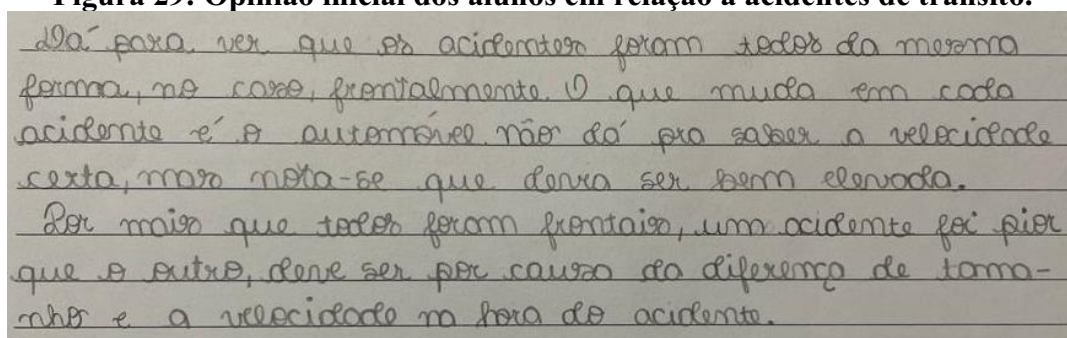 Figura 29: Opinião inicial dos alunos em relação a acidentes de trânsito.
Dá para ver que os acidentes foram todos da mesma
forma, no caso, frontalmente. O que muda em cada
acidente é o automóvel não dá pra saber a velocidade
certa, mas nota-se que devia ser bem elevada.
Por mais que todos foram frontais, um acidente foi pior
que o outro, deve ser por causa da diferença de tama-
nho e a velocidade na hora do acidente.